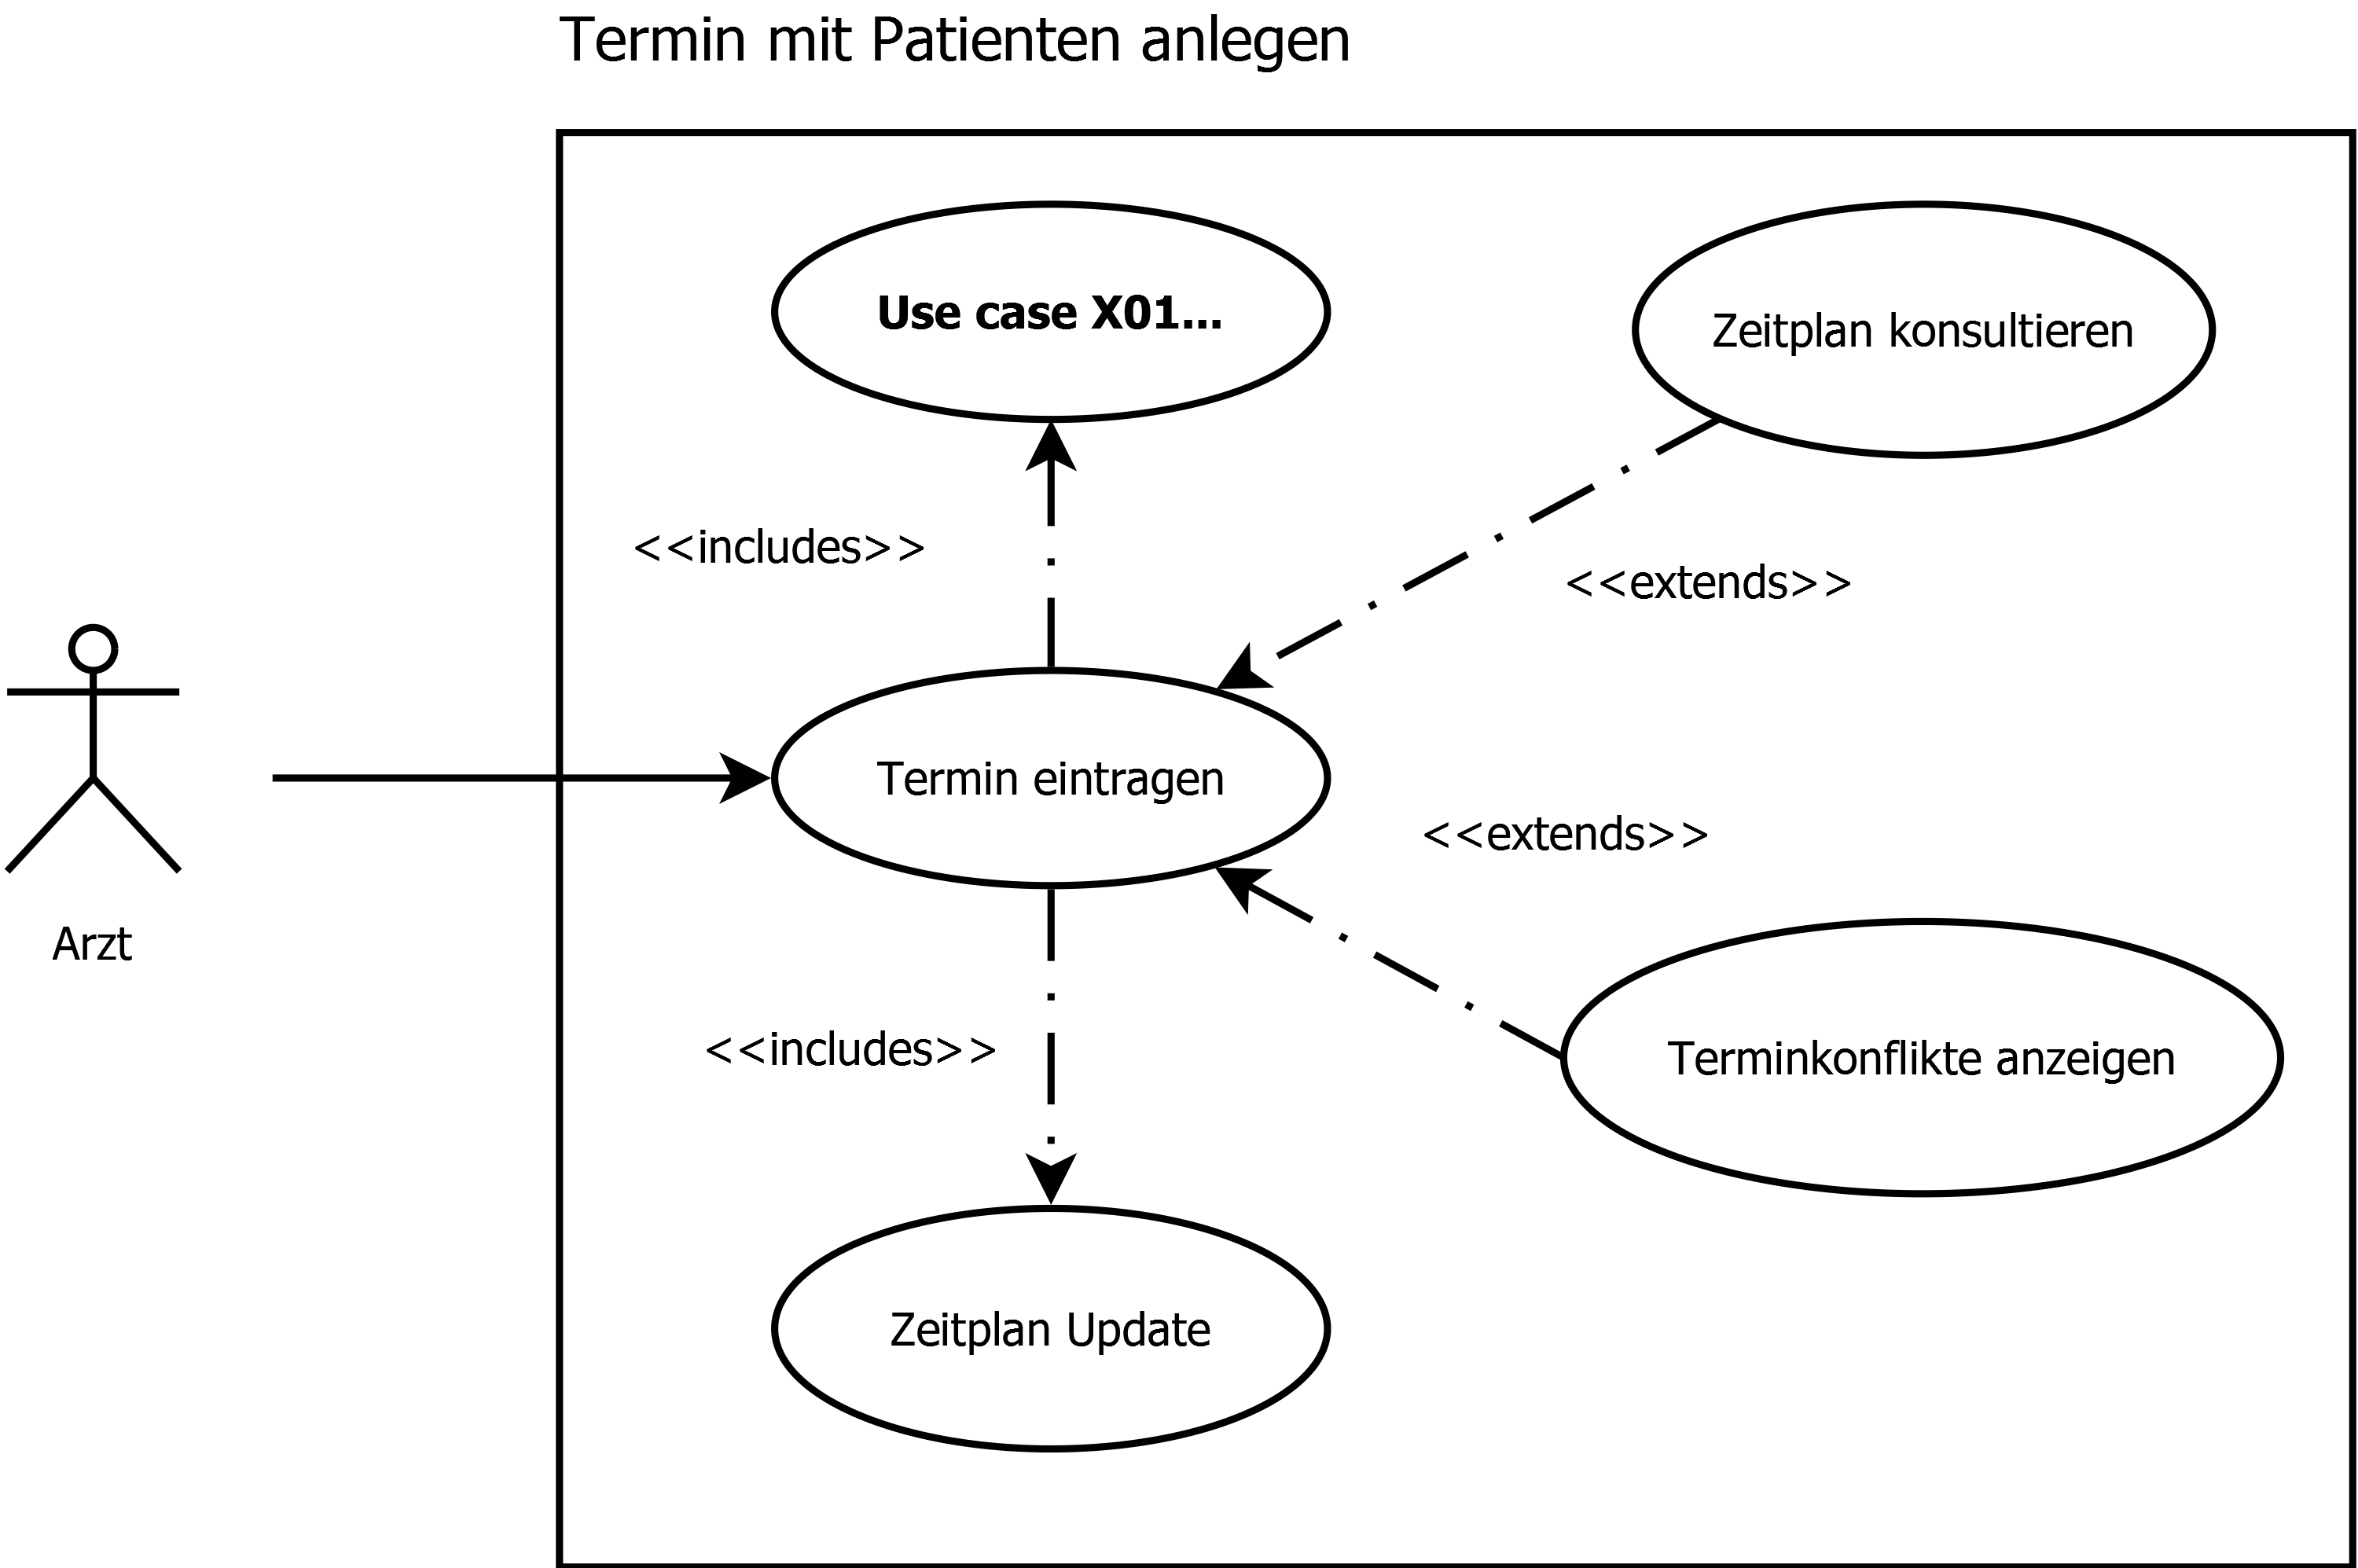 Termin mit Patienten anlegen
Use case X01...
Zeitplan konsultieren
<<includes>>
<<extends>>
Termin eintragen
<<extends>>
Arzt
<<includes>>
Terminkonflikte anzeigen
Zeitplan Update